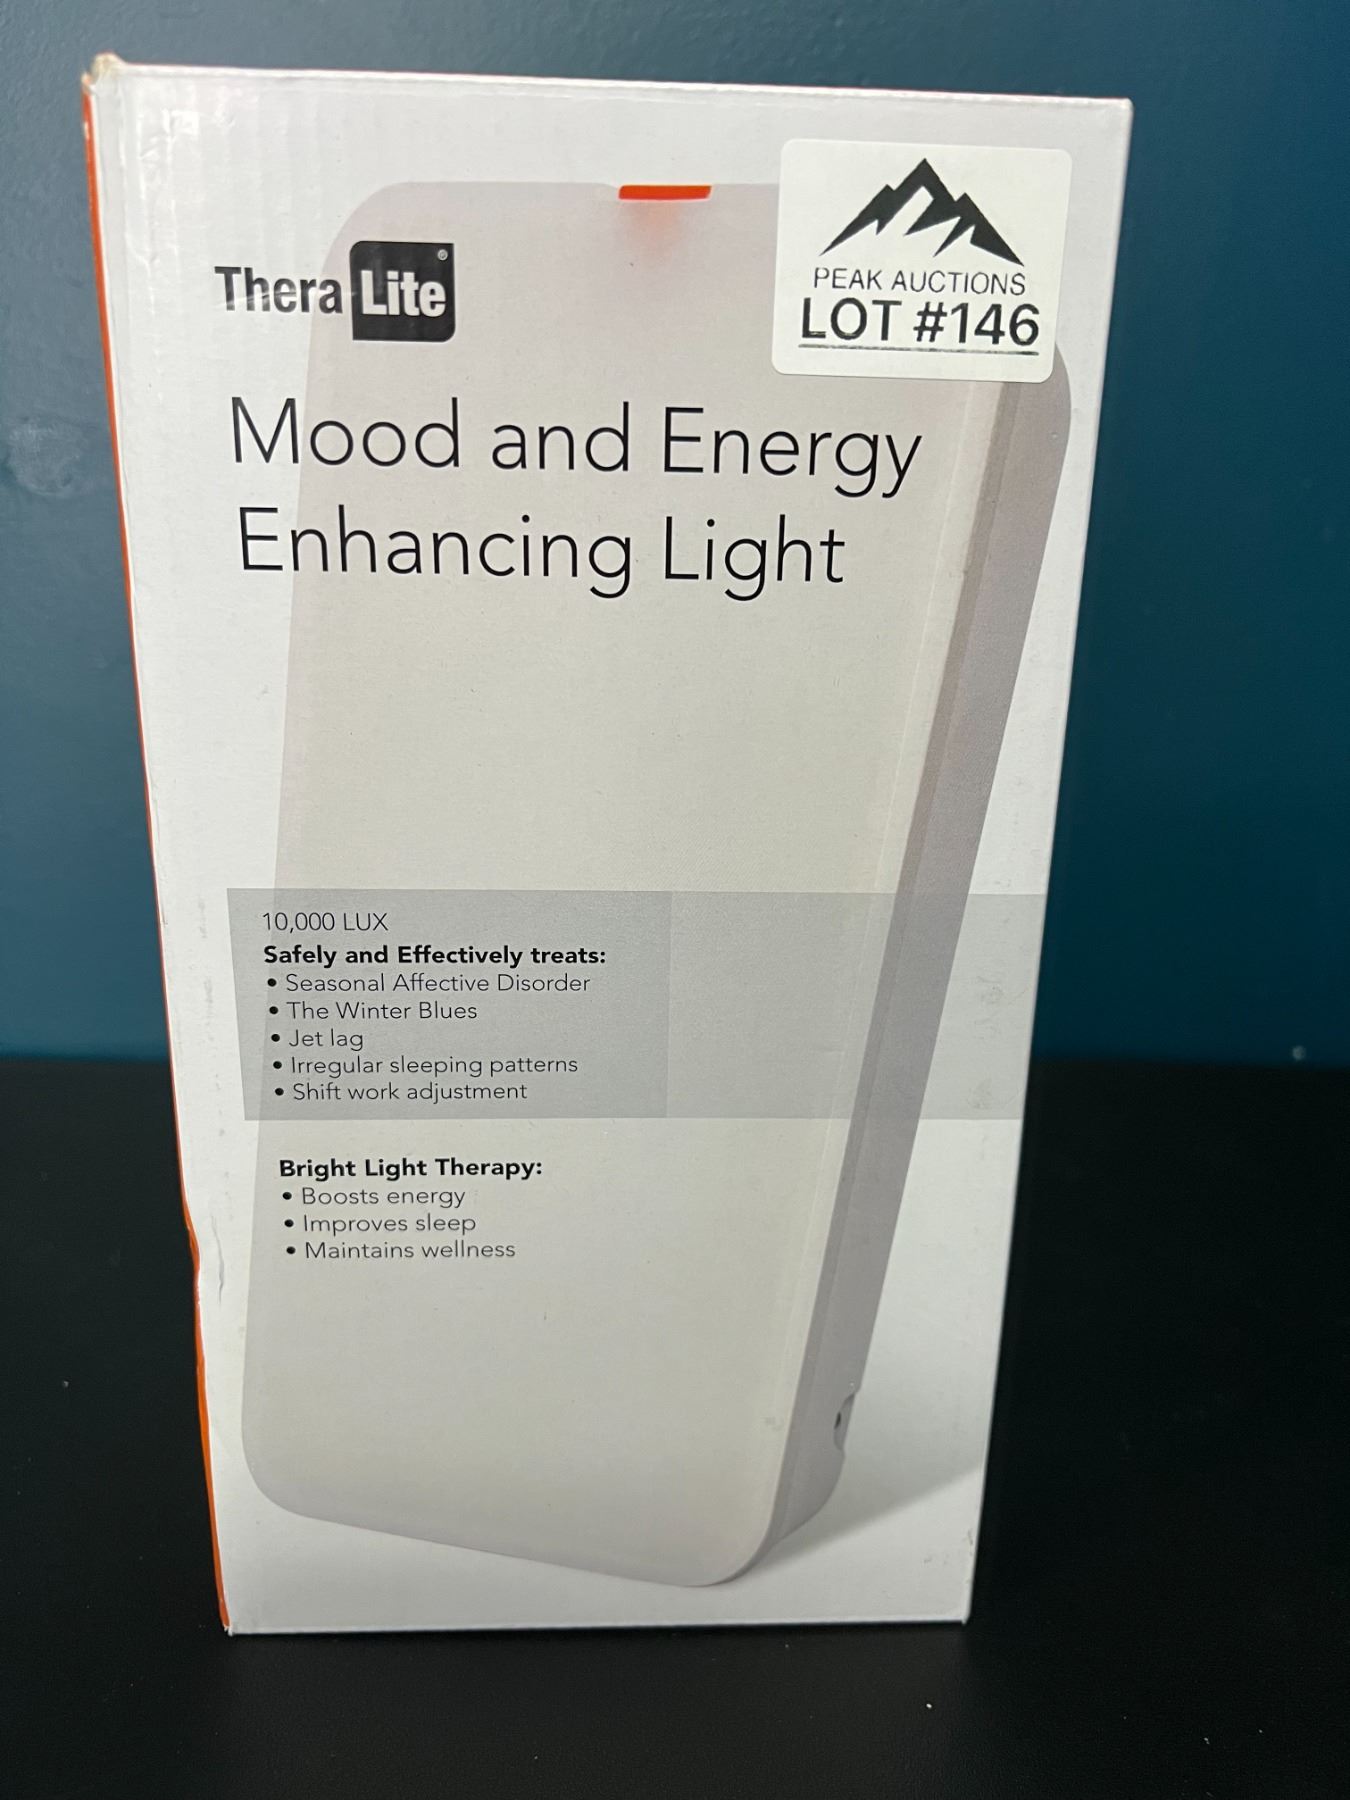 Thera Lite®
PEAK AUCTIONS
LOT #146
Mood and Energy
Enhancing Light
10,000 LUX
Safely and Effectively treats:
• Seasonal Affective Disorder
• The Winter Blues
• Jet lag
• Irregular sleeping patterns
• Shift work adjustment
Bright Light Therapy:
• Boosts energy
• Improves sleep
• Maintains wellness